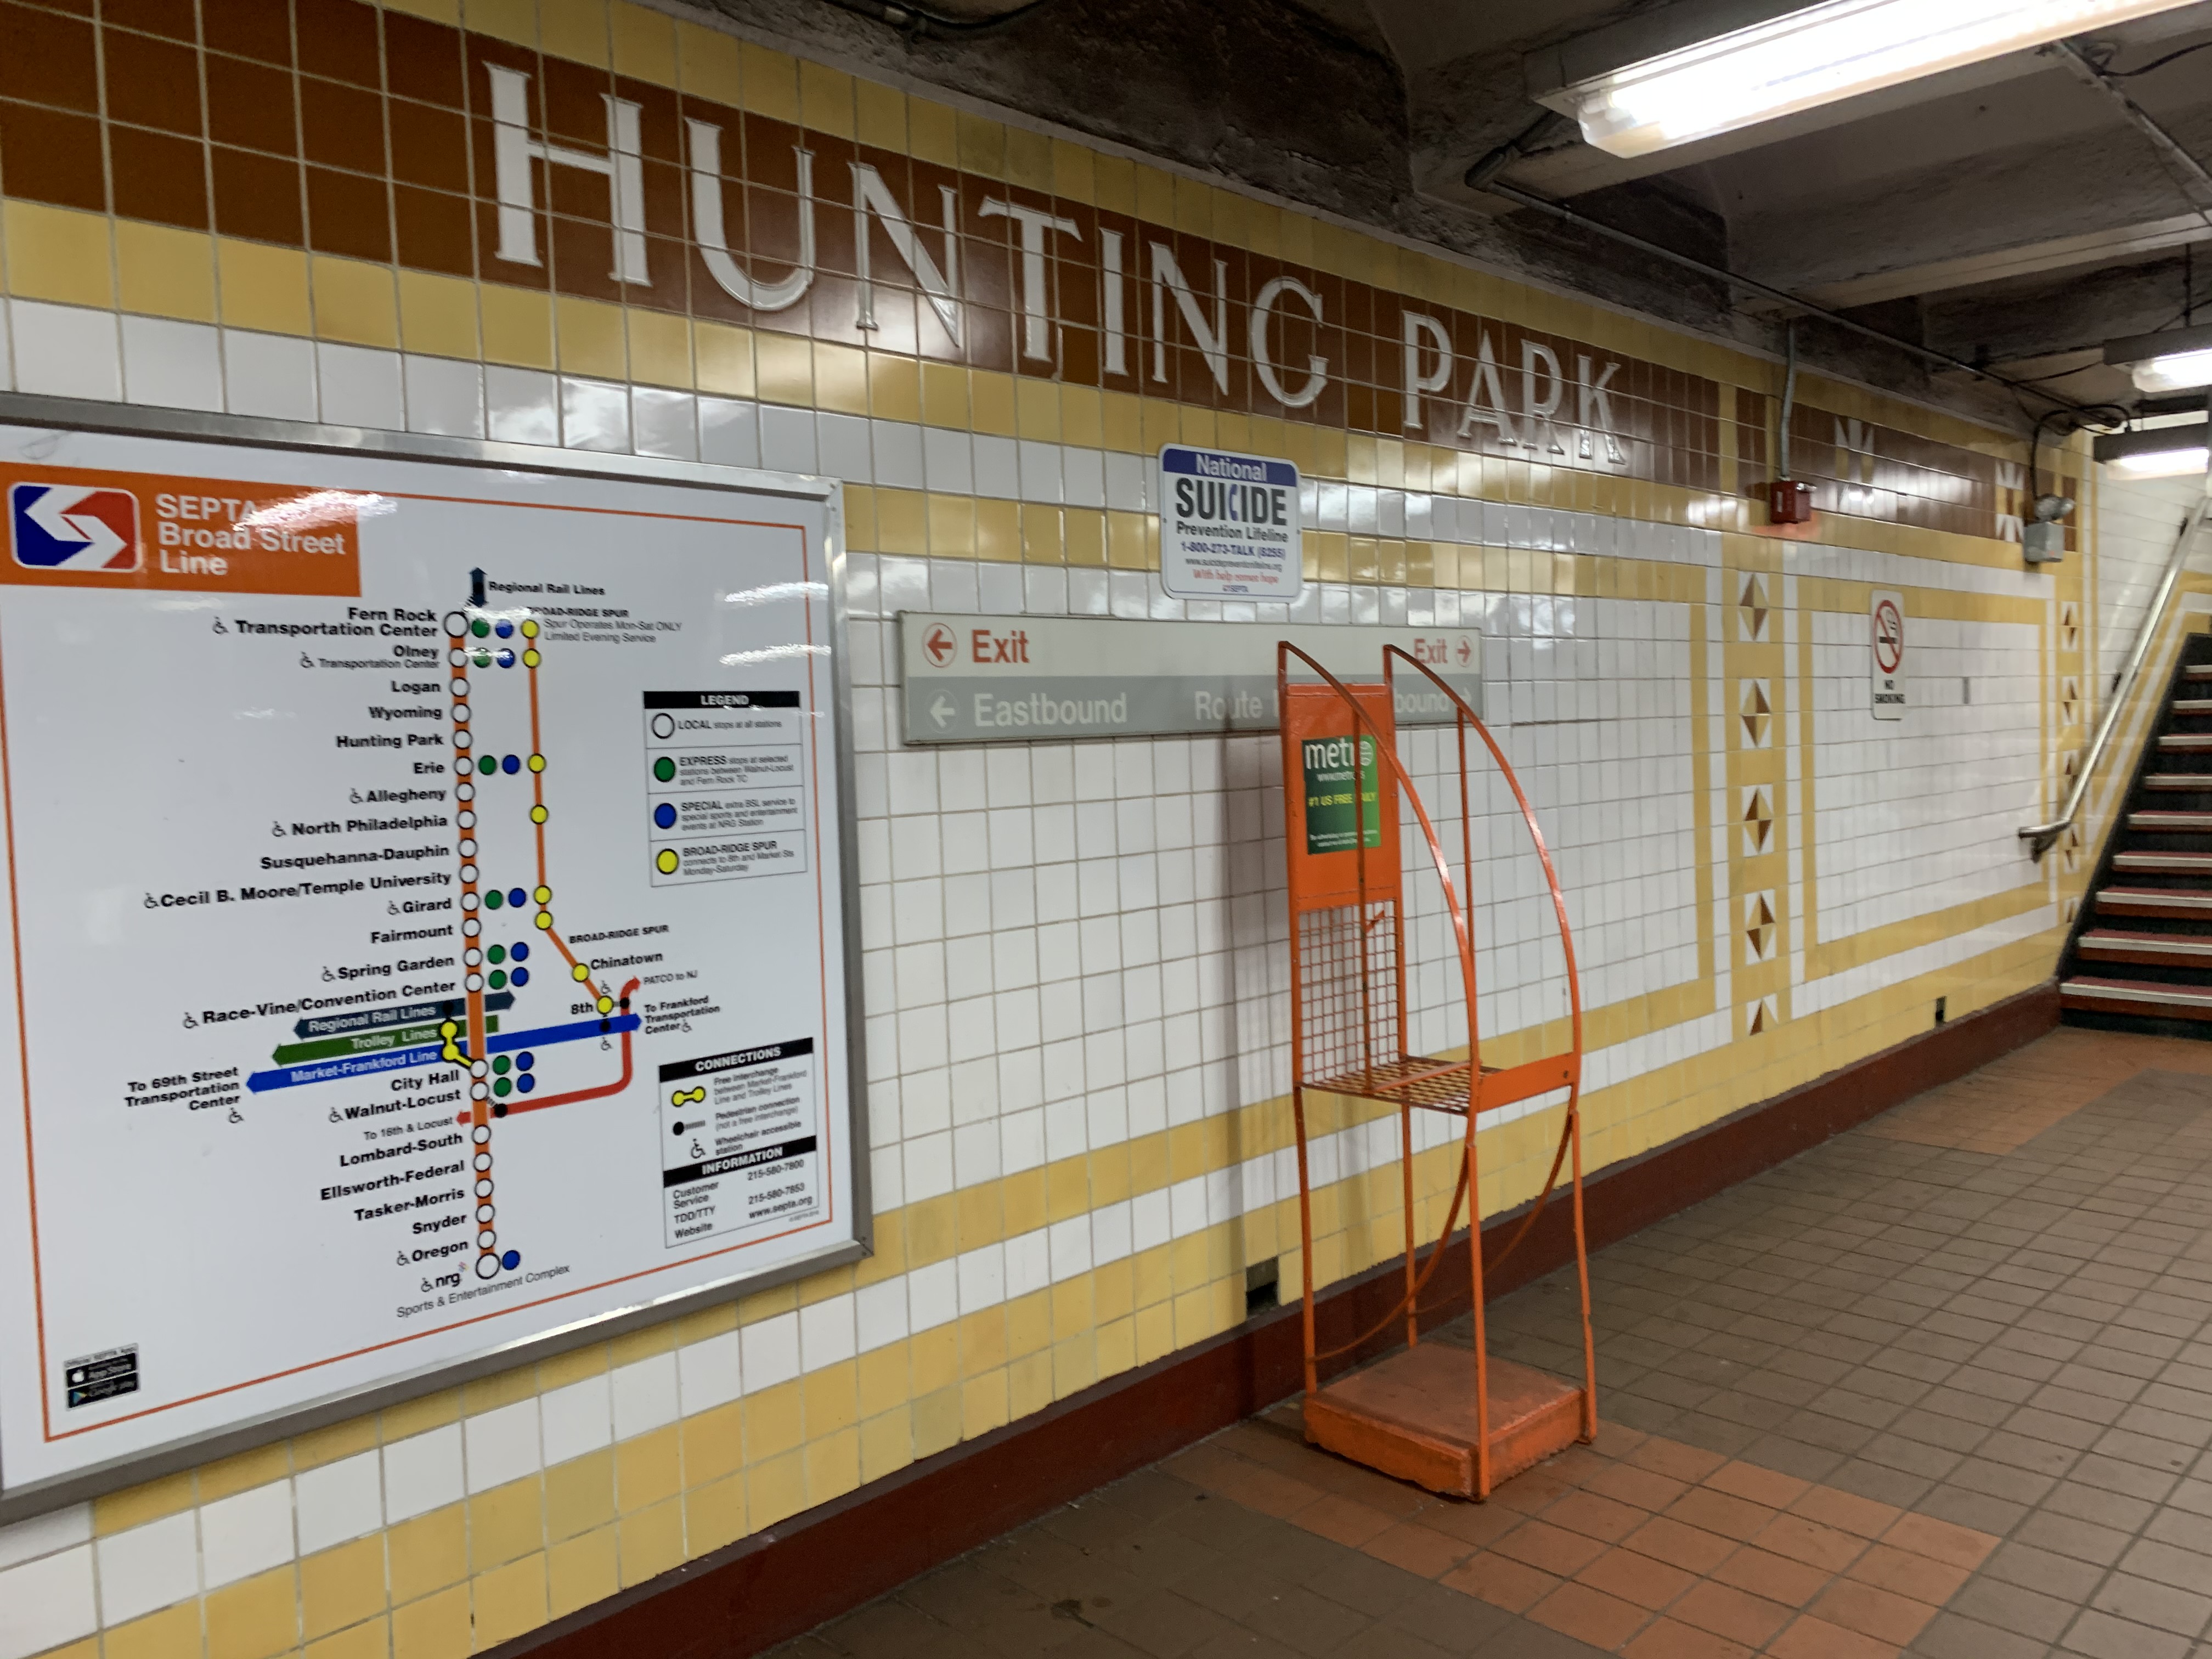 HUNTING PARK
SEPTA
Broad Street
Line
Regional Rail Lines
Fern Rock
Transportation Center
BROAD-RIDGE SPUR
Spur Operates Mon-Sat ONLY
Limited Evening Service
Olney
Transportation Center
Logan
Wyoming
Hunting Park
Erie
Allegheny
North Philadelphia
Susquehanna-Dauphin
Cecil B. Moore/Temple University
Girard
Fairmount
Spring Garden
Race-Vine/Convention Center
Regional Rail Lines
Trolley Lines
Market-Frankford Line
To 69th Street
Transportation
Center
City Hall
Walnut-Locust
To 16th & Locust
Lombard-South
Ellsworth-Federal
Tasker-Morris
Snyder
Oregon
nrg
Sports & Entertainment Complex
BROAD-RIDGE SPUR
Chinatown
PATCO to NJ
8th
To Frankford
Transportation
Center
LEGEND
LOCAL stops at all stations
EXPRESS stops at selected
stations between Walnut-Locust
and Fern Rock TC
SPECIAL extra BSL service to
special sports and entertainment
events at NRG Station
BROAD-RIDGE SPUR
connects to 8th and Market Sts
Monday-Saturday
CONNECTIONS
Free interchange
between Market-Frankford
Line and Trolley Lines
Pedestrian connection
(not a free interchange)
Wheelchair accessible
station
INFORMATION
Customer
Service 215-580-7800
TDD/TTY 215-580-7853
Website www.septa.org
App Store
Google play
National
SUICIDE
Prevention Lifeline
1-800-273-TALK (8255)
www.suicidepreventionlifeline.org
With help comes hope
SEPTA
Exit Exit
Eastbound Route bound
metro
#1 US FREE
NO
SMOKING